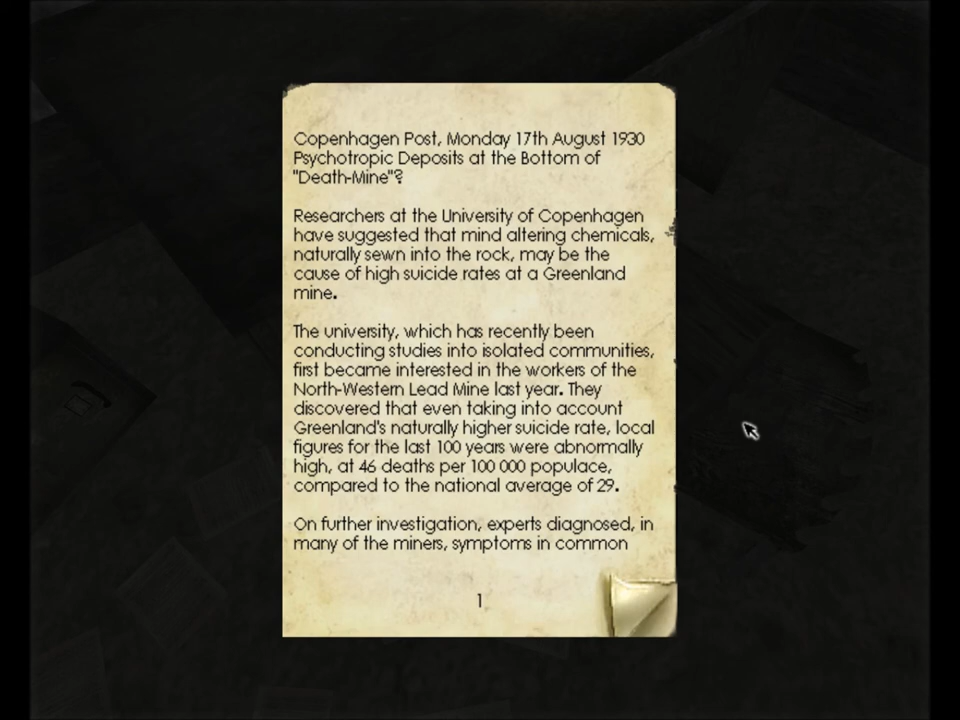 Copenhagen Post, Monday 17th August 1930
Psychotropic Deposits at the Bottom of
"Death-Mine"?
Researchers at the University of Copenhagen
have suggested that mind altering chemicals,
naturally sewn into the rock, may be the
cause of high suicide rates at a Greenland
mine.
The university, which has recently been
conducting studies into isolated communities,
first became interested in the workers of the
North-Western Lead Mine last year. They
discovered that even taking into account
Greenland's naturally higher suicide rate, local
figures for the last 100 years were abnormally
high, at 46 deaths per 100 000 populace,
compared to the national average of 29.
On further investigation, experts diagnosed, in
many of the miners, symptoms in common
1